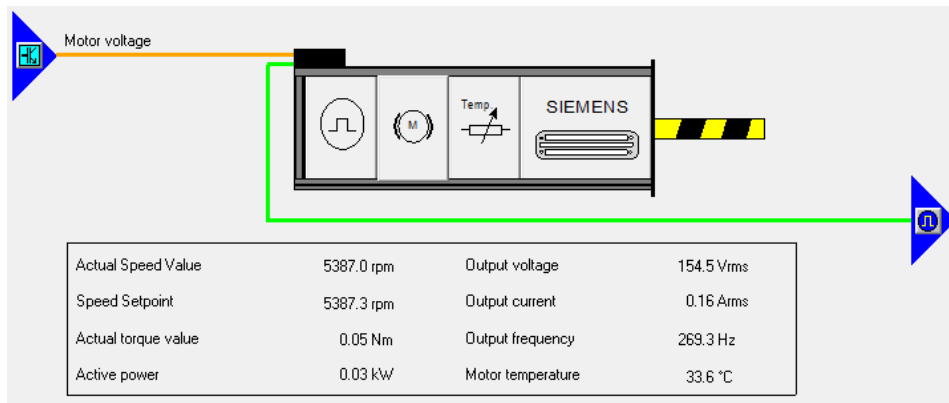 Motor voltage
M
Temp.
SIEMENS
Actual Speed Value 5387.0 rpm Output voltage 154.5 Vrms
Speed Setpoint 5387.3 rpm Output current 0.16 Arms
Actual torque value 0.05 Nm Output frequency 269.3 Hz
Active power 0.03 kW Motor temperature 33.6 °C